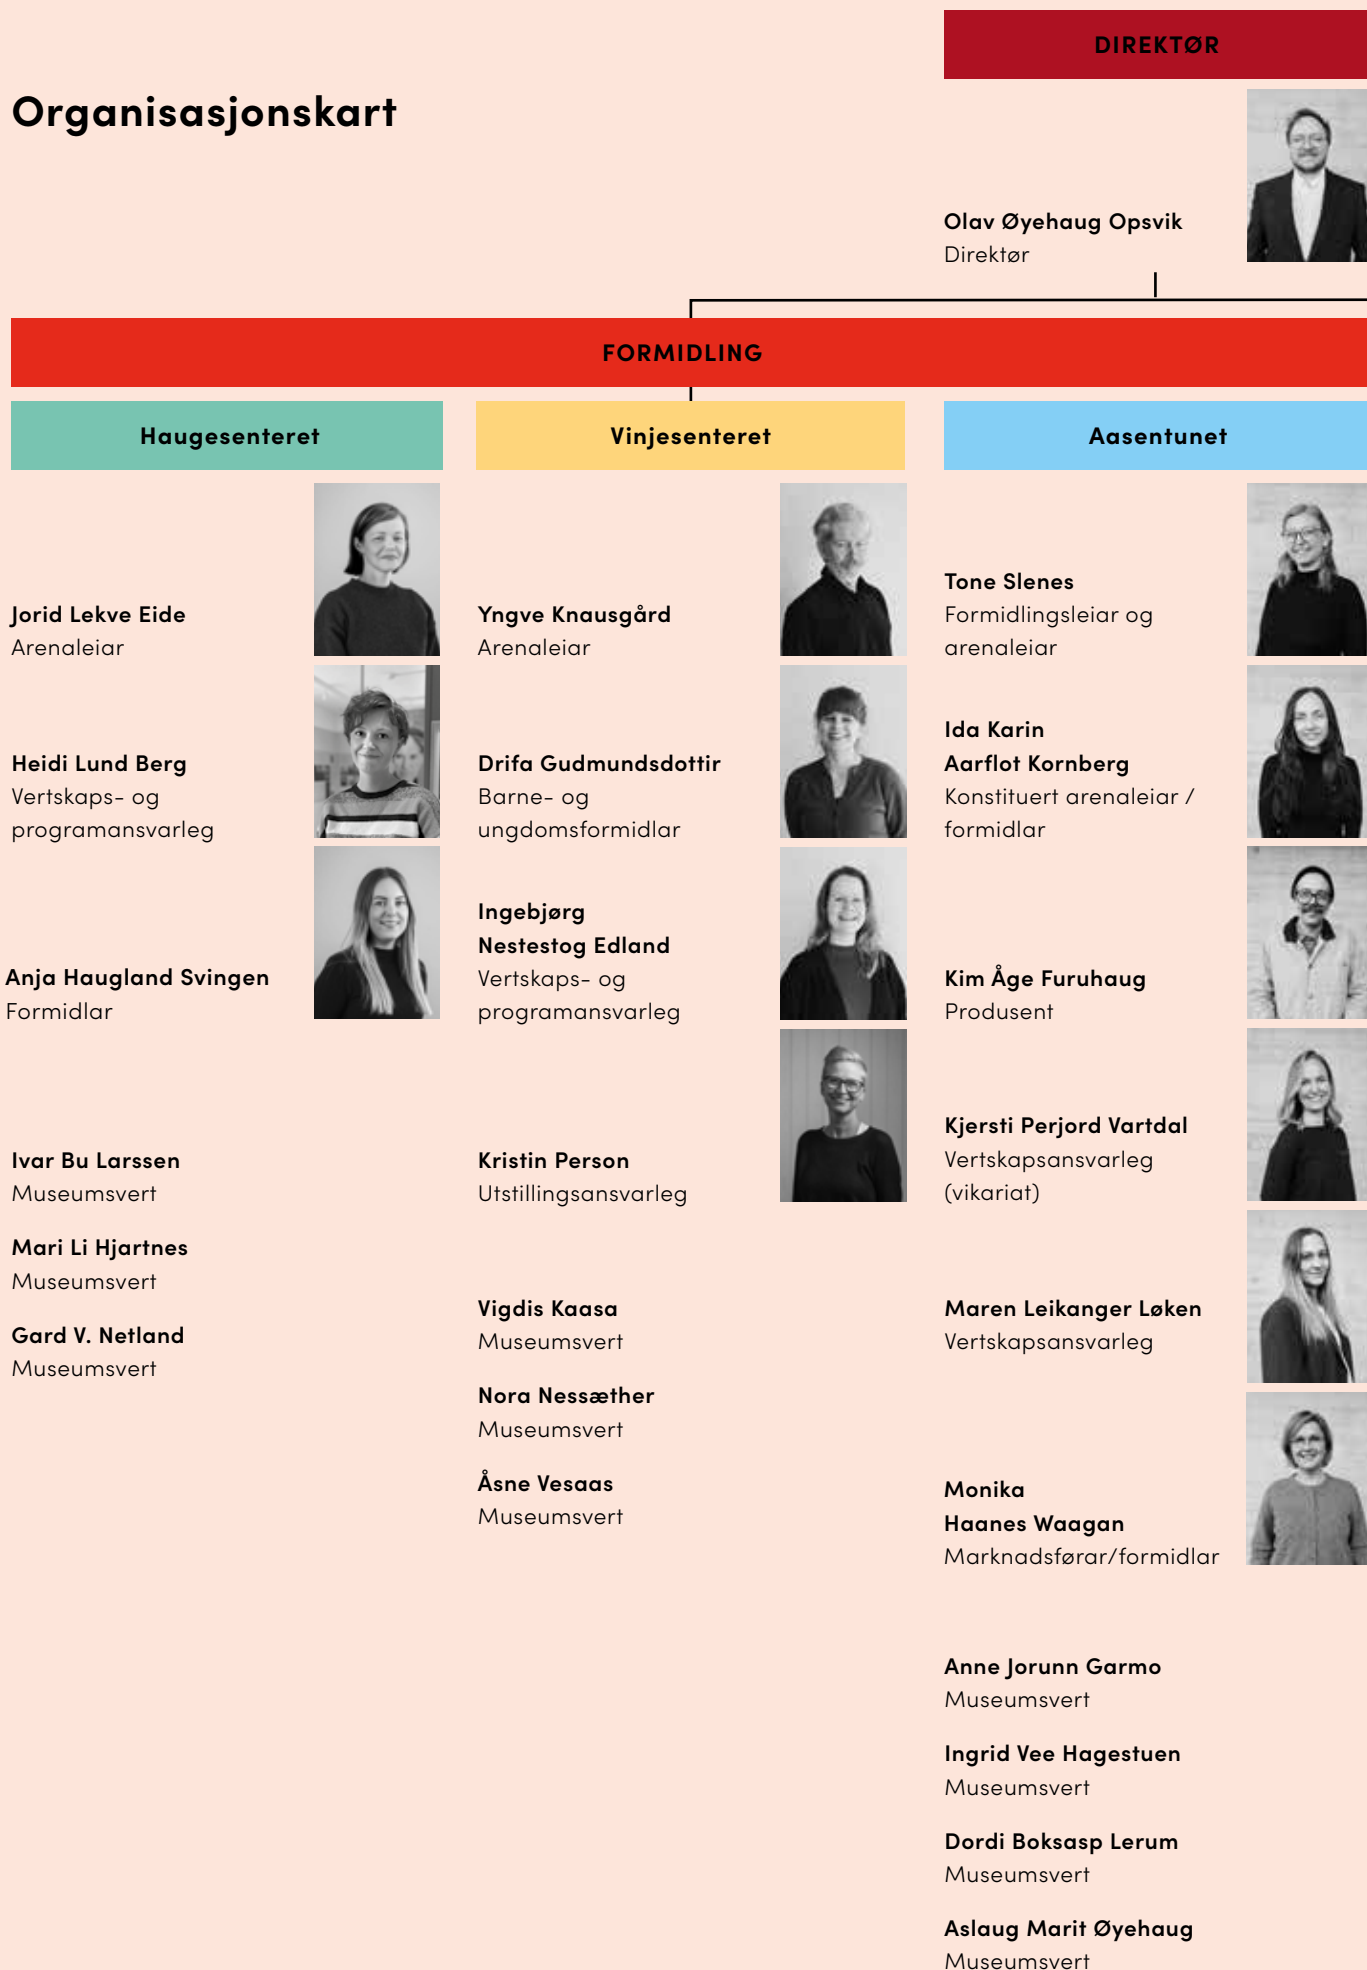 DIREKTØR
Organisasjonskart
Olav Øyehaug Opsvik
Direktør
FORMIDLING
Haugesenteret
Jorid Lekve Eide
Arenaleiar
Heidi Lund Berg
Vertskaps- og
programansvarleg
Anja Haugland Svingen
Formidlar
Ivar Bu Larssen
Museumsvert
Mari Li Hjartnes
Museumsvert
Gard V. Netland
Museumsvert
Vinjesenteret
Yngve Knausgård
Arenaleiar
Drifa Gudmundsdottir
Barne- og
ungdomsformidlar
Ingebjørg
Nestestog Edland
Vertskaps- og
programansvarleg
Kristin Person
Utstillingsansvarleg
Vigdis Kaasa
Museumsvert
Nora Nessæther
Museumsvert
Åsne Vesaas
Museumsvert
Aasentunet
Tone Slenes
Formidlingsleiar og
arenaleiar
Ida Karin
Aarflot Kornberg
Konstituert arenaleiar /
formidlar
Kim Åge Furuhaug
Produsent
Kjersti Perjord Vartdal
Vertskapsansvarleg
(vikariat)
Maren Leikanger Løken
Vertskapsansvarleg
Monika
Haanes Waagan
Marknadsførar/formidlar
Anne Jorunn Garmo
Museumsvert
Ingrid Vee Hagestuen
Museumsvert
Dordi Boksasp Lerum
Museumsvert
Aslaug Marit Øyehaug
Museumsvert